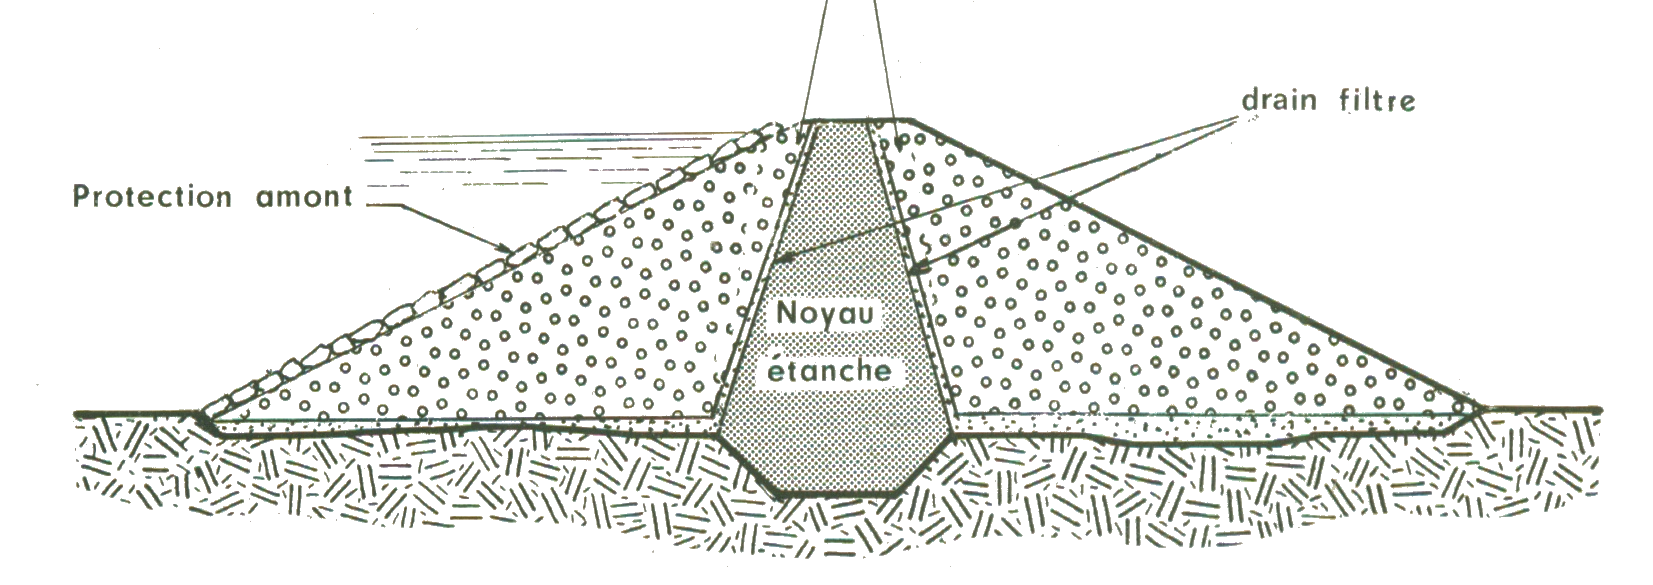 drain filtre
Protection amont
Noyau
étanche